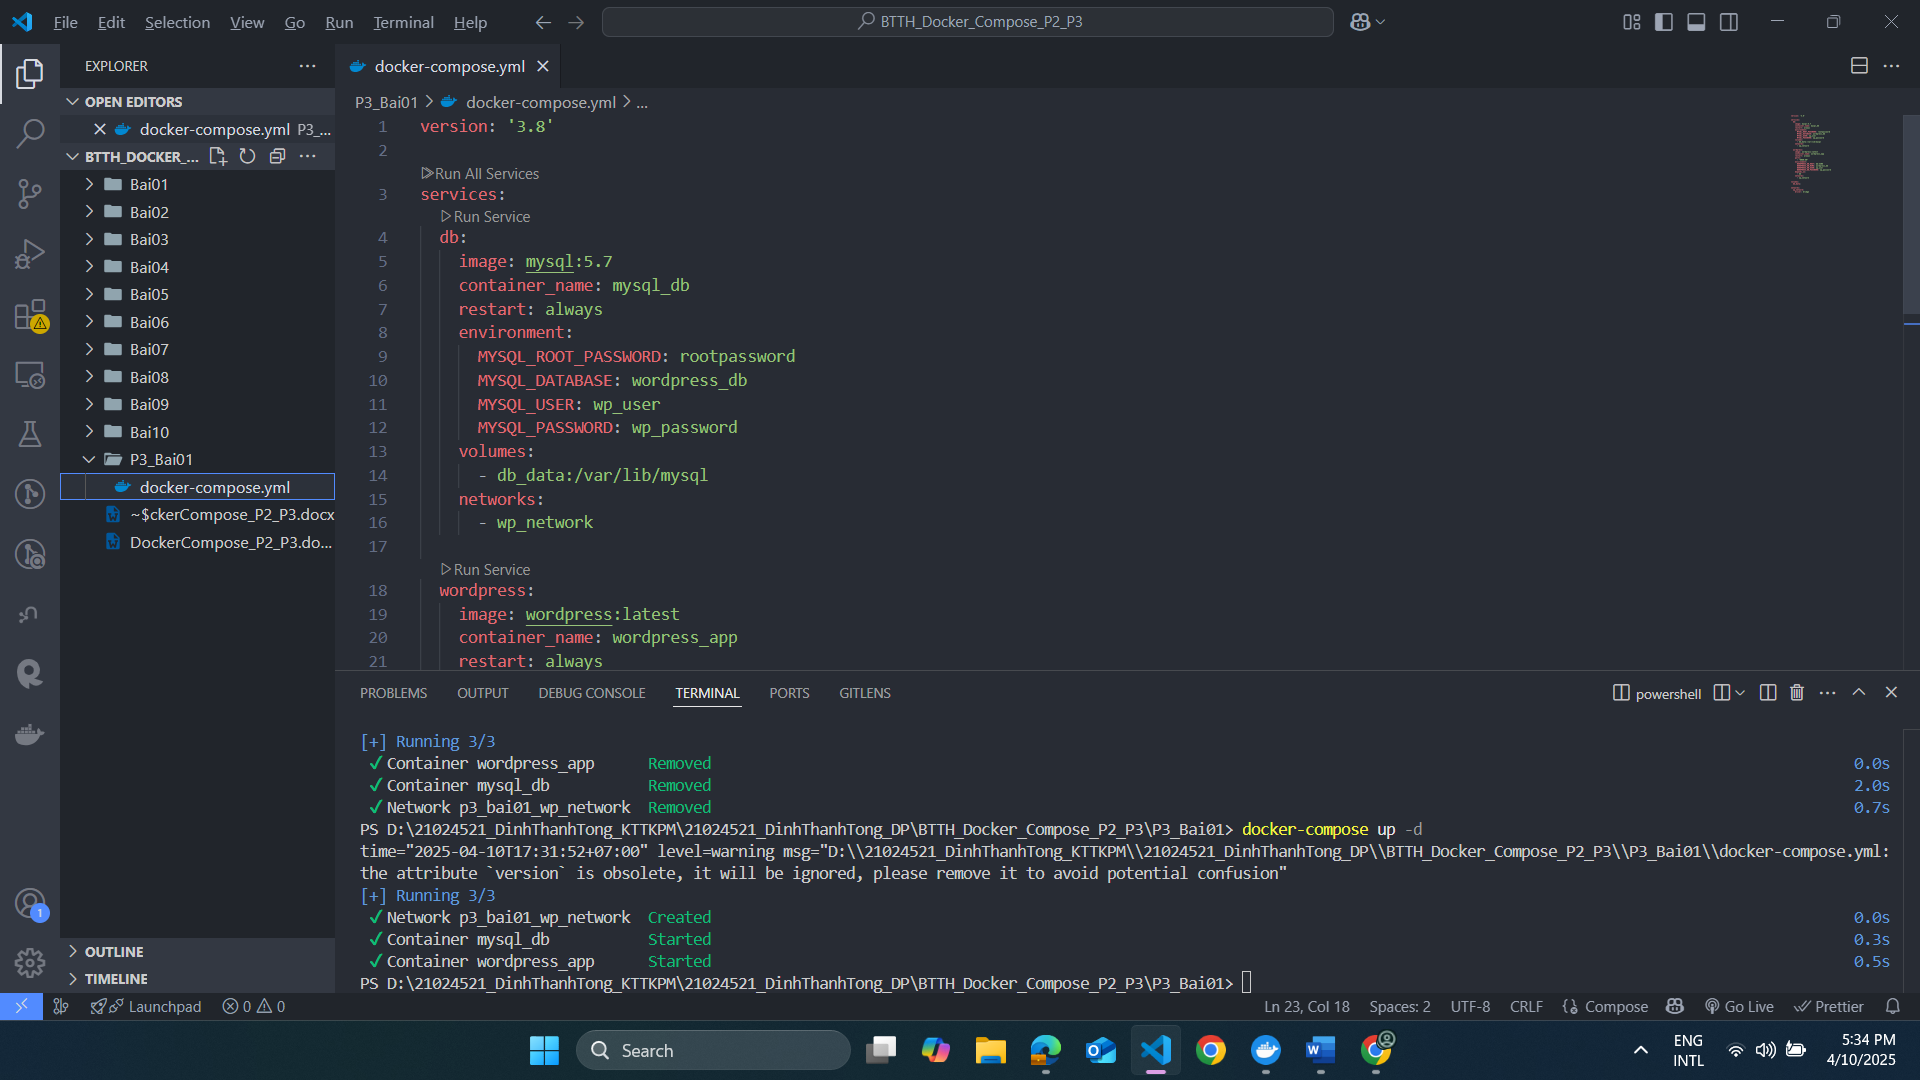 File Edit Selection View Go Run Terminal Help
BTTH_Docker_Compose_P2_P3
EXPLORER
OPEN EDITORS
docker-compose.yml P3_...
BTTH_DOCKER_...
Bai01
Bai02
Bai03
Bai04
Bai05
Bai06
Bai07
Bai08
Bai09
Bai10
P3_Bai01
docker-compose.yml
~$ckerCompose_P2_P3.docx
DockerCompose_P2_P3.do...
OUTLINE
TIMELINE
1
docker-compose.yml
P3_Bai01 > docker-compose.yml > ...
1 version: '3.8'
2
Run All Services
3 services:
Run Service
4 db:
5 image: mysql:5.7
6 container_name: mysql_db
7 restart: always
8 environment:
9 MYSQL_ROOT_PASSWORD: rootpassword
10 MYSQL_DATABASE: wordpress_db
11 MYSQL_USER: wp_user
12 MYSQL_PASSWORD: wp_password
13 volumes:
14 - db_data:/var/lib/mysql
15 networks:
16 - wp_network
17
Run Service
18 wordpress:
19 image: wordpress:latest
20 container_name: wordpress_app
21 restart: always
PROBLEMS OUTPUT DEBUG CONSOLE TERMINAL PORTS GITLENS
powershell
[+] Running 3/3
✔ Container wordpress_app Removed 0.0s
✔ Container mysql_db Removed 2.0s
✔ Network p3_bai01_wp_network Removed 0.7s
PS D:\21024521_DinhThanhTong_KTTKPM\21024521_DinhThanhTong_DP\BTTH_Docker_Compose_P2_P3\P3_Bai01> docker-compose up -d
time="2025-04-10T17:31:52+07:00" level=warning msg="D:\\21024521_DinhThanhTong_KTTKPM\\21024521_DinhThanhTong_DP\\BTTH_Docker_Compose_P2_P3\\P3_Bai01\\docker-compose.yml:
the attribute `version` is obsolete, it will be ignored, please remove it to avoid potential confusion"
[+] Running 3/3
✔ Network p3_bai01_wp_network Created 0.0s
✔ Container mysql_db Started 0.3s
✔ Container wordpress_app Started 0.5s
PS D:\21024521_DinhThanhTong_KTTKPM\21024521_DinhThanhTong_DP\BTTH_Docker_Compose_P2_P3\P3_Bai01>
Launchpad 0 0 Ln 23, Col 18 Spaces: 2 UTF-8 CRLF {} Compose Go Live Prettier
Search
ENG
INTL
5:34 PM
4/10/2025